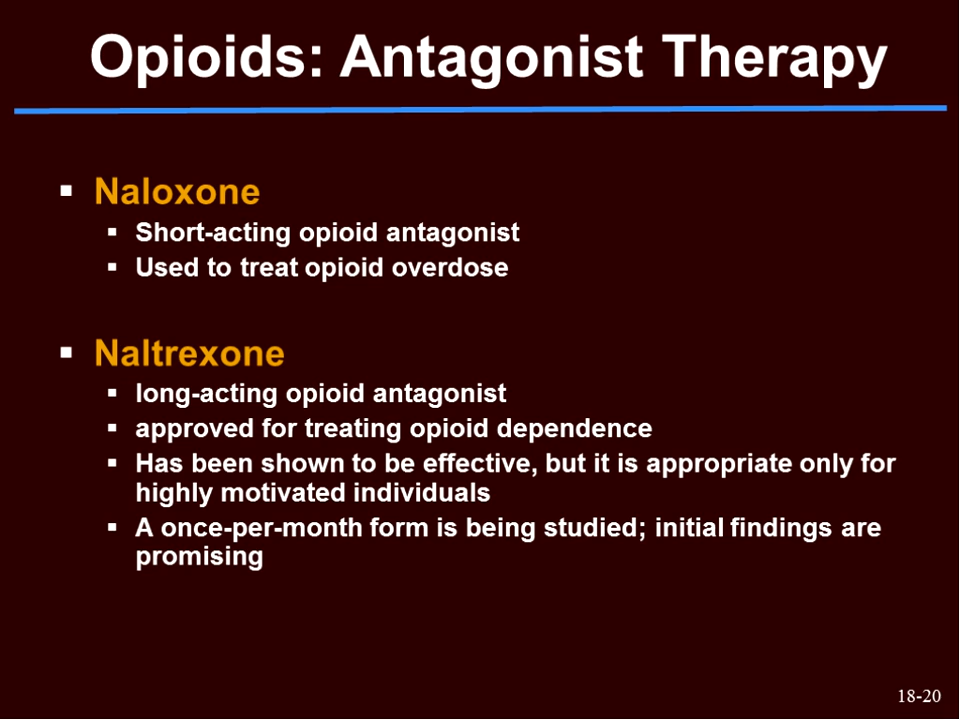 Opioids: Antagonist Therapy
▪ Naloxone
▪ Short-acting opioid antagonist
▪ Used to treat opioid overdose
▪ Naltrexone
▪ long-acting opioid antagonist
▪ approved for treating opioid dependence
▪ Has been shown to be effective, but it is appropriate only for
highly motivated individuals
▪ A once-per-month form is being studied; initial findings are
promising
18-20